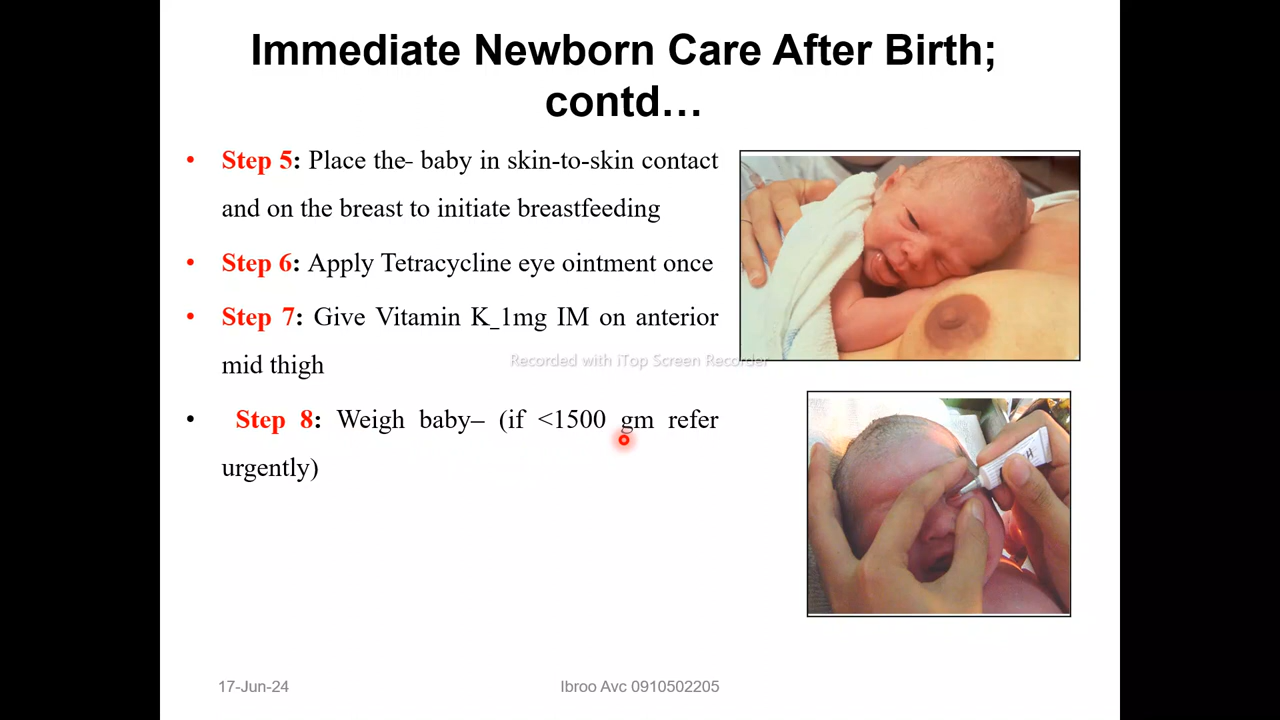 Immediate Newborn Care After Birth;
contd…
• Step 5: Place the- baby in skin-to-skin contact
and on the breast to initiate breastfeeding
• Step 6: Apply Tetracycline eye ointment once
• Step 7: Give Vitamin K_1mg IM on anterior
mid thigh
Recorded with iTop Screen Recorder
• Step 8: Weigh baby– (if <1500 gm refer
urgently)
17-Jun-24
Ibroo Avc 0910502205